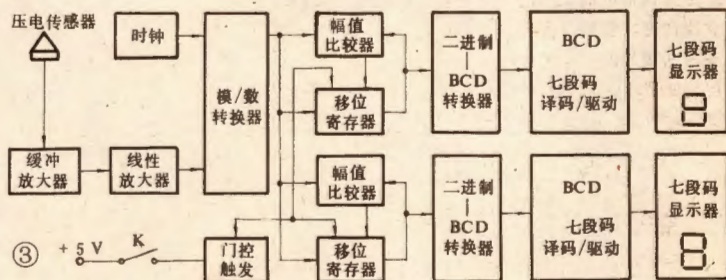 压电传感器
时钟
模/数
转换器
缓冲
放大器
线性
放大器
幅值
比较器
移位
寄存器
二进制
—
BCD
转换器
BCD
七段码
译码/驱动
七段码
显示器
8
幅值
比较器
移位
寄存器
二进制
—
BCD
转换器
BCD
七段码
译码/驱动
七段码
显示器
8
③
+5V
K
门控
触发